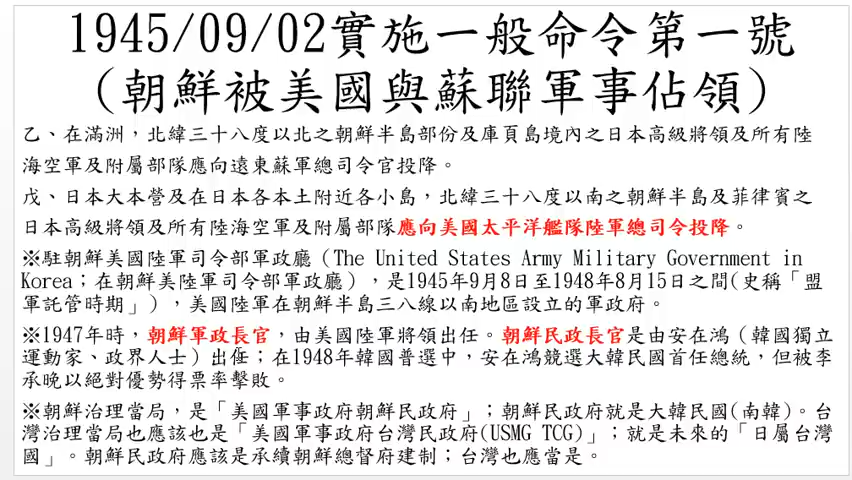 1945/09/02實施一般命令第一號
(朝鮮被美國與蘇聯軍事佔領)
乙、在滿洲，北緯三十八度以北之朝鮮半島部份及庫頁島境內之日本高級將領及所有陸
海空軍及附屬部隊應向遠東蘇軍總司令官投降。
戊、日本大本營及在日本各本土附近各小島，北緯三十八度以南之朝鮮半島及菲律賓之
日本高級將領及所有陸海空軍及附屬部隊應向美國太平洋艦隊陸軍總司令投降。
※駐朝鮮美國陸軍司令部軍政廳（The United States Army Military Government in
Korea；在朝鮮美陸軍司令部軍政廳），是1945年9月8日至1948年8月15日之間(史稱「盟
軍託管時期」)，美國陸軍在朝鮮半島三八線以南地區設立的軍政府。
※1947年時，朝鮮軍政長官，由美國陸軍將領出任。朝鮮民政長官是由安在鴻（韓國獨立
運動家、政界人士）出僅；在1948年韓國普選中，安在鴻競選大韓民國首任總統，但被李
承晚以絕對優勢得票率擊敗。
※朝鮮治理當局，是「美國軍事政府朝鮮民政府」；朝鮮民政府就是大韓民國(南韓)。台
灣治理當局也應該也是「美國軍事政府台灣民政府(USMG TCG)」；就是未來的「日屬台灣
國」。朝鮮民政府應該是承續朝鮮總督府建制；台灣也應當是。